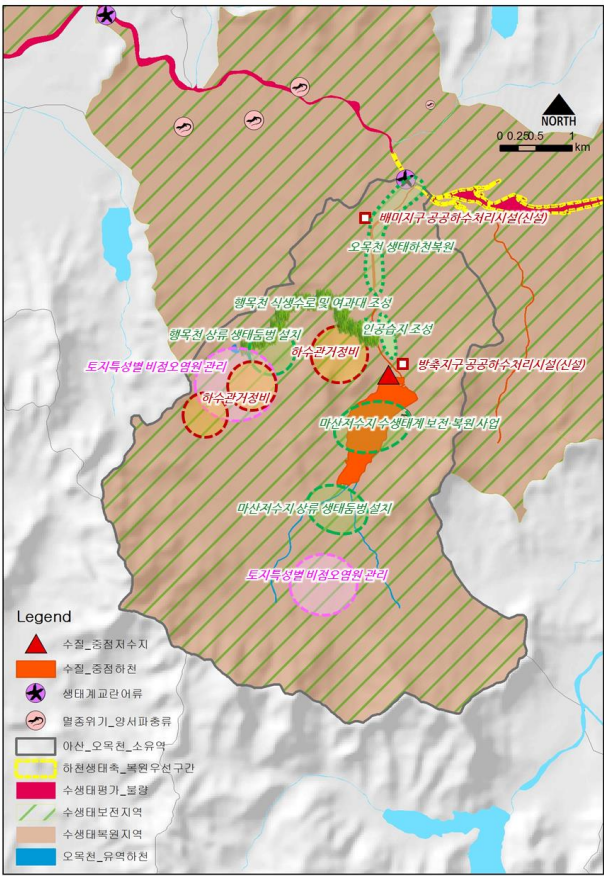 NORTH
0 0.250.5 1
km
배미지구 공공하수처리시설(신설)
오목천 생태하천복원
행목천 식생수로 및 여과대 조성
인공습지 조성
행목천 상류 생태둠벙 설치
하수관거정비
방축지구 공공하수처리시설(신설)
토지특성별 비점오염원 관리
하수관거정비
마산저수지 수생태계 보전·복원 사업
마산저수지 상류 생태둠벙 설치
토지특성별 비점오염원 관리
Legend
수질_중점저수지
수질_중점하천
생태계교란어류
멸종위기_양서파충류
아산_오목천_소유역
하천생태축_복원우선구간
수생태평가_불량
수생태보전지역
수생태복원지역
오목천_유역하천